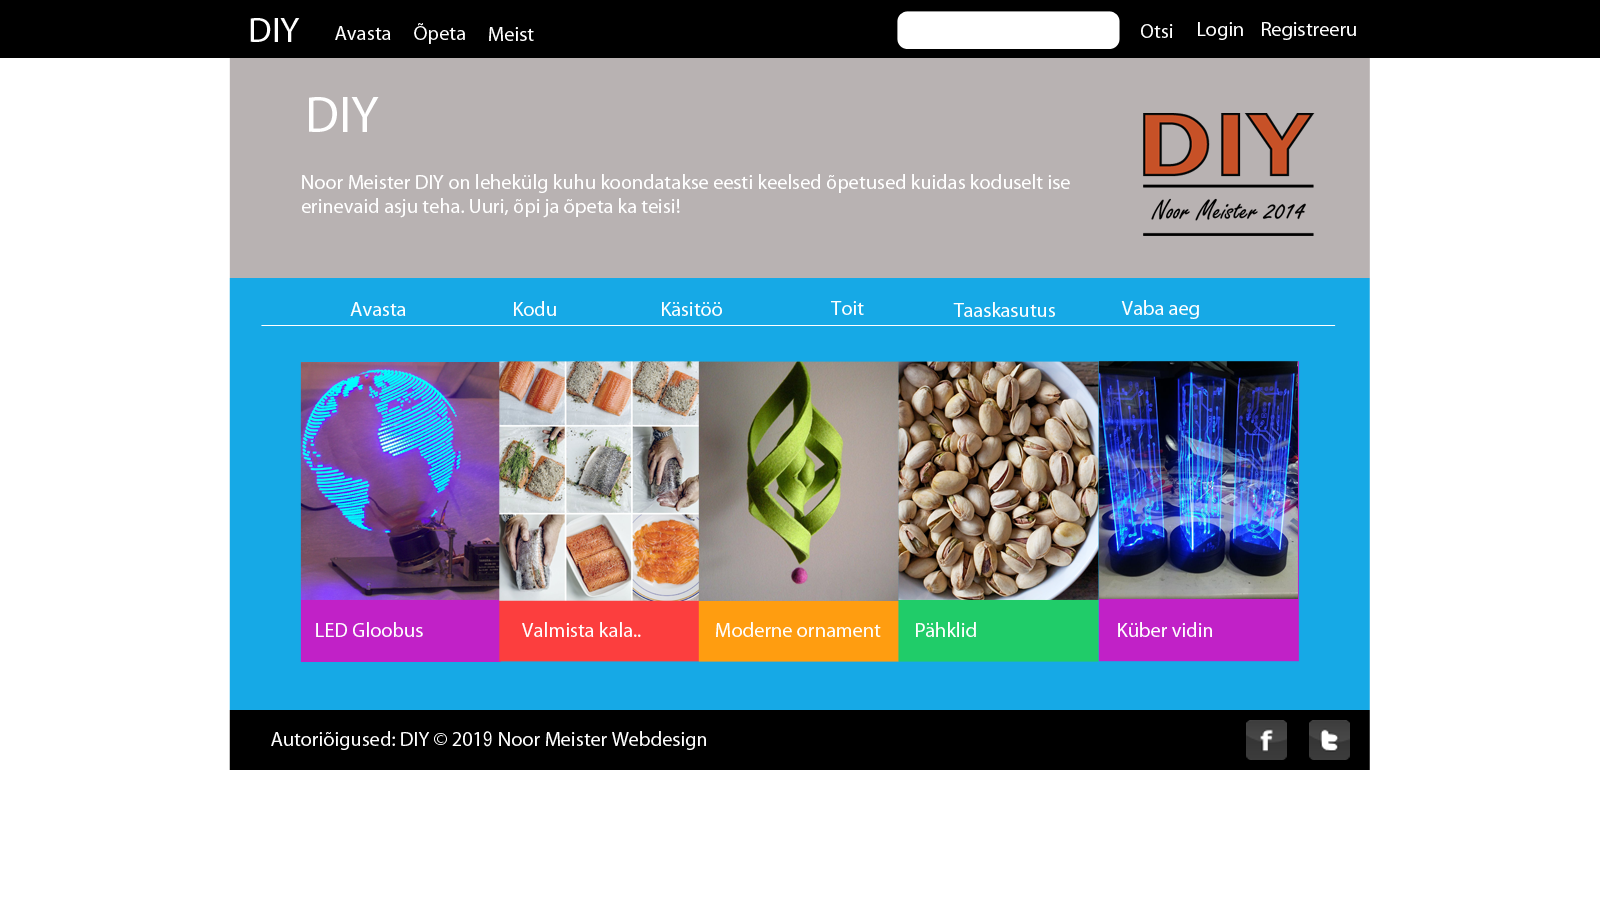 DIY Avasta Õpeta Meist Otsi Login Registreeru
DIY
Noor Meister DIY on lehekülg kuhu koondatakse eesti keelsed õpetused kuidas koduselt ise
erinevaid asju teha. Uuri, õpi ja õpeta ka teisi!
DIY
Noor Meister 2014
Avasta Kodu Käsitöö Toit Taaskasutus Vaba aeg
LED Gloobus Valmista kala.. Moderne ornament Pähklid Küber vidin
Autoriõigused: DIY © 2019 Noor Meister Webdesign